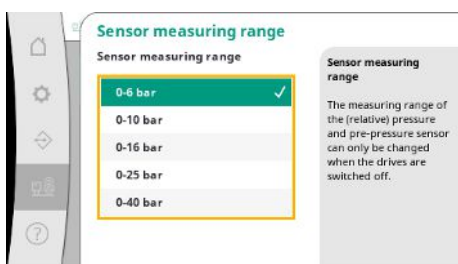 Sensor measuring range
Sensor measuring range
0-6 bar
0-10 bar
0-16 bar
0-25 bar
0-40 bar
Sensor measuring
range
The measuring range of
the (relative) pressure
and pre-pressure sensor
can only be changed
when the drives are
switched off.
?